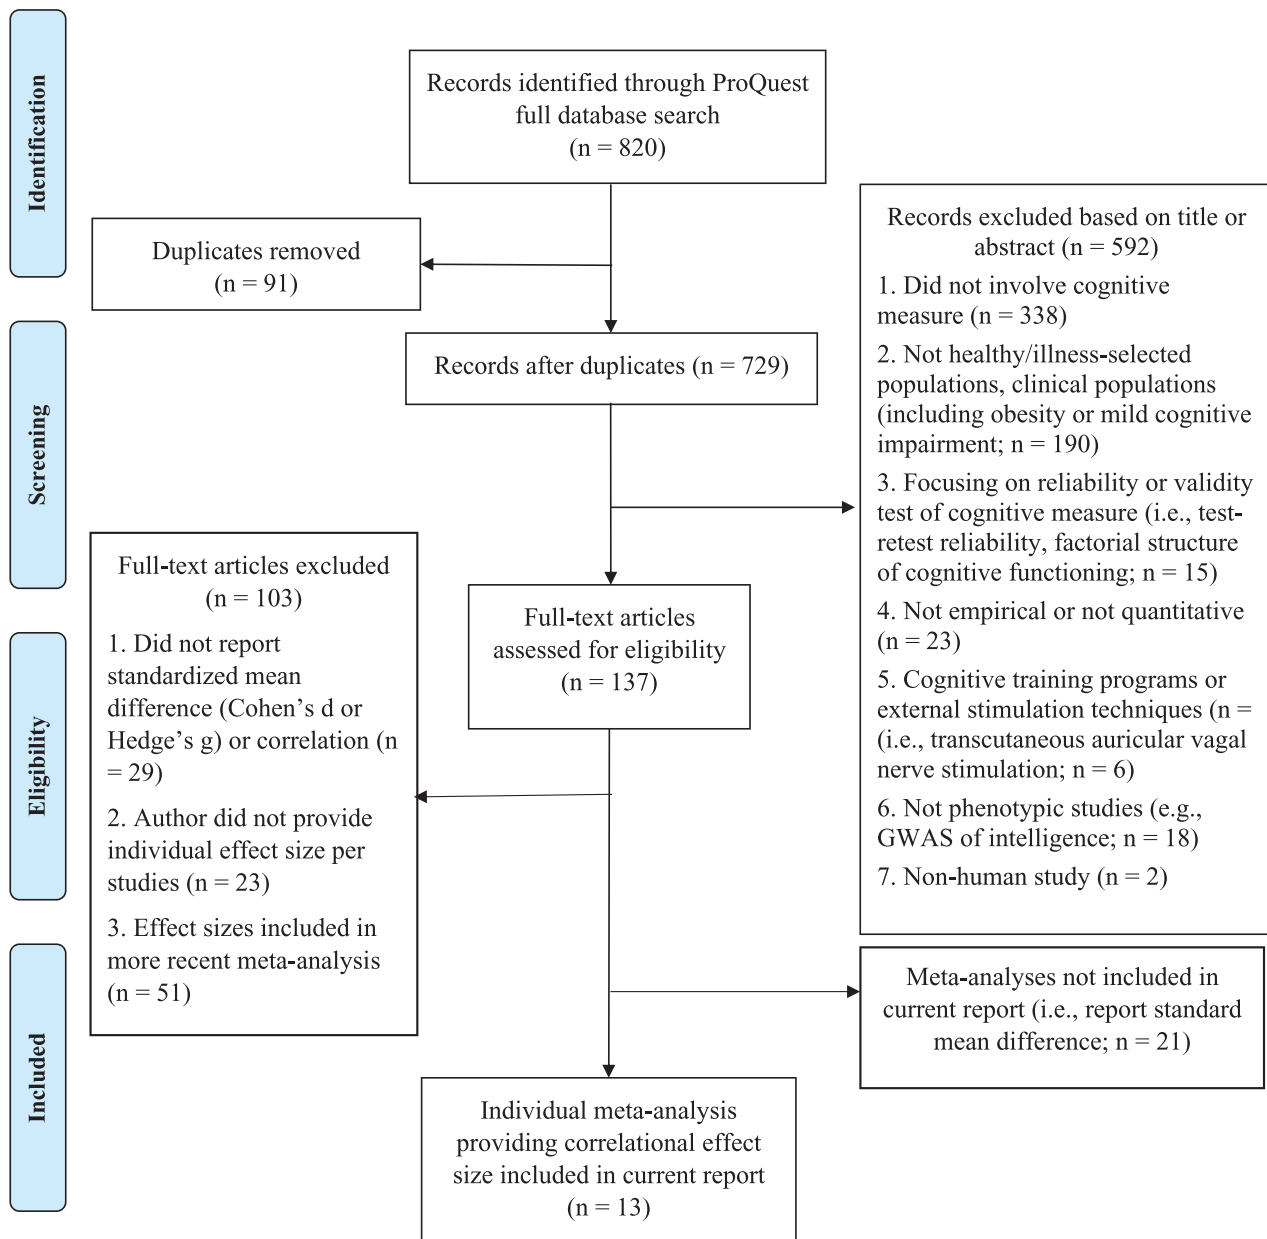 Identification
Records identified through ProQuest
full database search
(n = 820)
Duplicates removed
(n = 91)
Records excluded based on title or
abstract (n = 592)
1. Did not involve cognitive
measure (n = 338)
2. Not healthy/illness-selected
populations, clinical populations
(including obesity or mild cognitive
impairment; n = 190)
3. Focusing on reliability or validity
test of cognitive measure (i.e., test-
retest reliability, factorial structure
of cognitive functioning; n = 15)
4. Not empirical or not quantitative
(n = 23)
5. Cognitive training programs or
external stimulation techniques (n =
(i.e., transcutaneous auricular vagal
nerve stimulation; n = 6)
6. Not phenotypic studies (e.g.,
GWAS of intelligence; n = 18)
7. Non-human study (n = 2)
Screening
Records after duplicates (n = 729)
Full-text articles excluded
(n = 103)
1. Did not report
standardized mean
difference (Cohen’s d or
Hedge’s g) or correlation (n
= 29)
2. Author did not provide
individual effect size per
studies (n = 23)
3. Effect sizes included in
more recent meta-analysis
(n = 51)
Full-text articles
assessed for eligibility
(n = 137)
Eligibility
Meta-analyses not included in
current report (i.e., report standard
mean difference; n = 21)
Included
Individual meta-analysis
providing correlational effect
size included in current report
(n = 13)